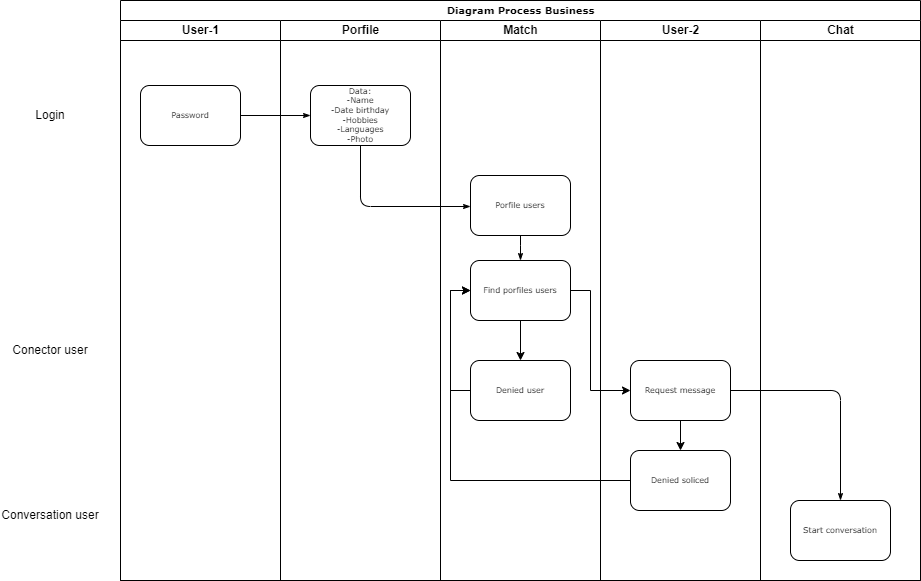 Diagram Process Business
User-1
Porfile
Match
User-2
Chat
Login
Password
Data:
-Name
-Date birthday
-Hobbies
-Languages
-Photo
Porfile users
Find porfiles users
Conector user
Denied user
Request message
Denied soliced
Conversation user
Start conversation